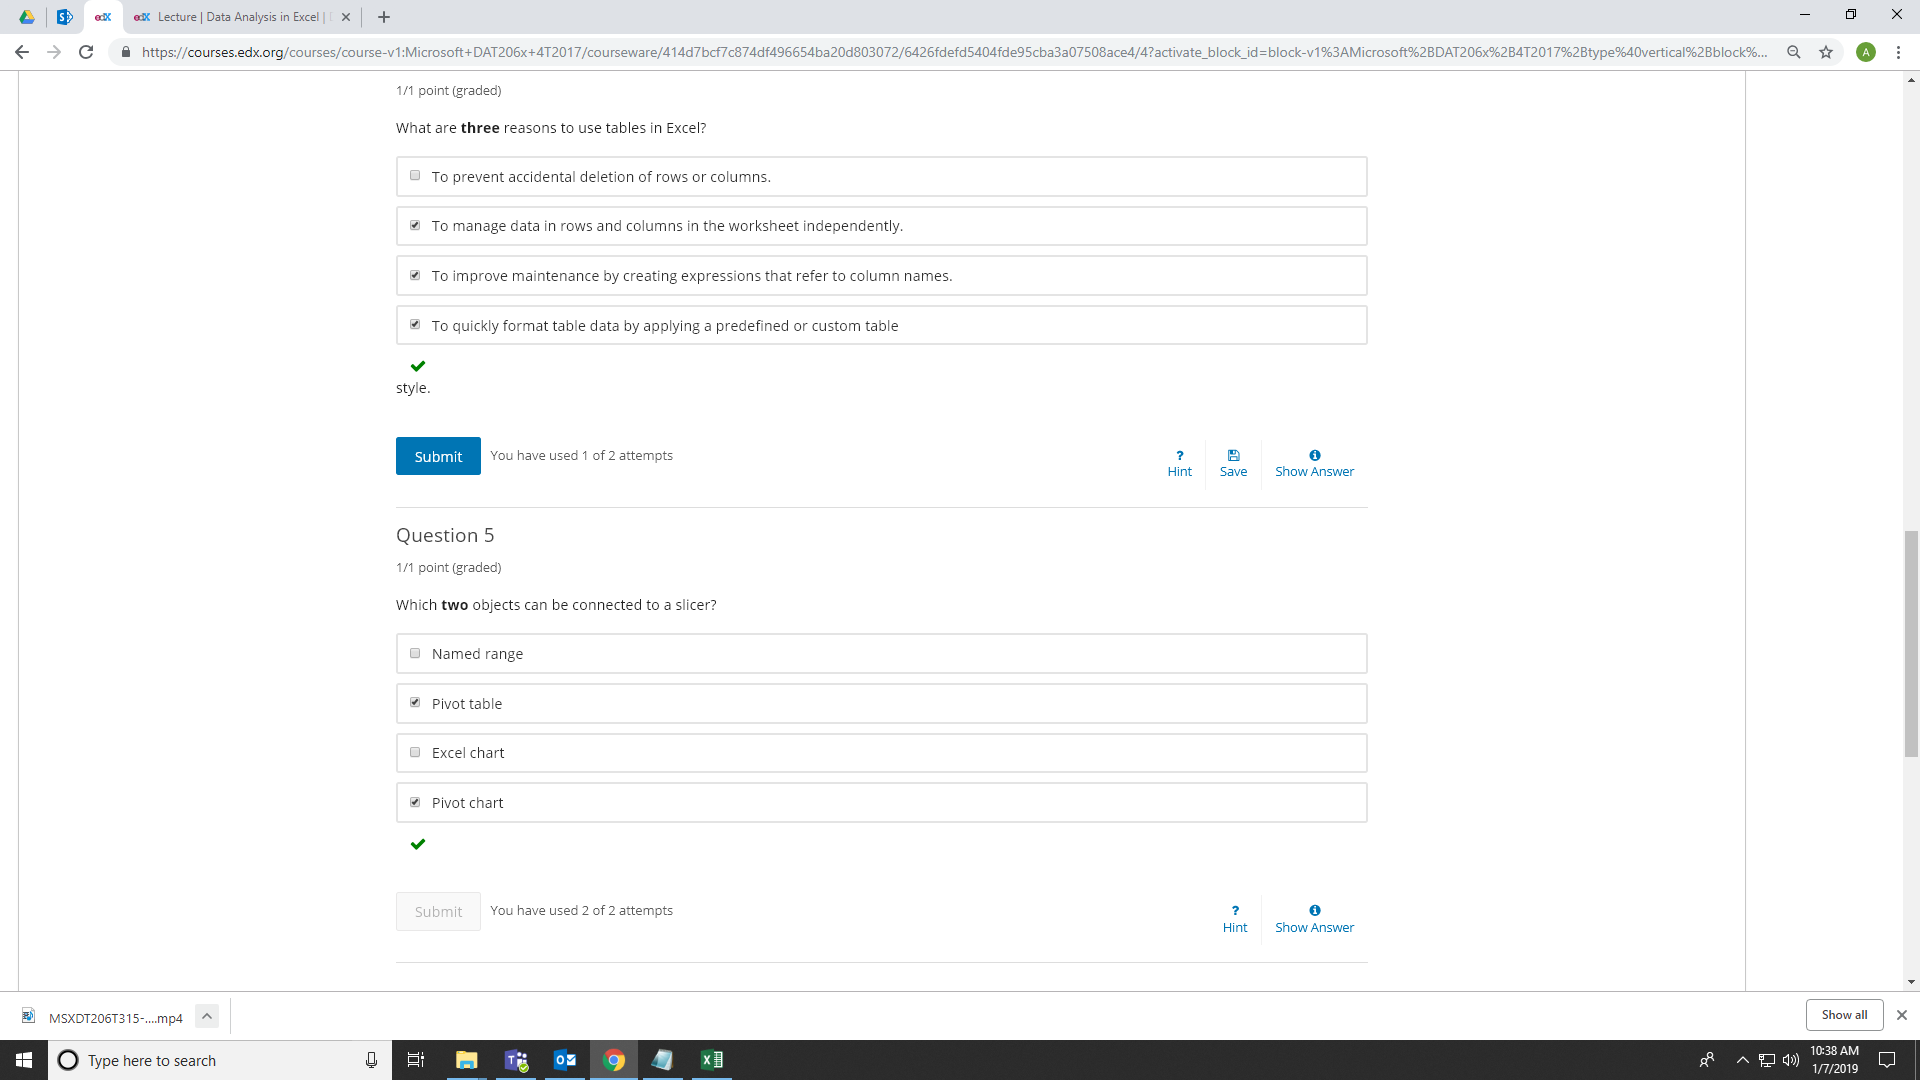 Lecture | Data Analysis in Excel |
https://courses.edx.org/courses/course-v1:Microsoft+DAT206x+4T2017/courseware/414d7bcf7c874df496654ba20d803072/6426fdefd5404fde95cba3a07508ace4/4?activate_block_id=block-v1%3AMicrosoft%2BDAT206x%2B4T2017%2Btype%40vertical%2Bblock%...
A
1/1 point (graded)
What are three reasons to use tables in Excel?
To prevent accidental deletion of rows or columns.
To manage data in rows and columns in the worksheet independently.
To improve maintenance by creating expressions that refer to column names.
To quickly format table data by applying a predefined or custom table
style.
Submit You have used 1 of 2 attempts
? Hint Save Show Answer
Question 5
1/1 point (graded)
Which two objects can be connected to a slicer?
Named range
Pivot table
Excel chart
Pivot chart
Submit You have used 2 of 2 attempts
? Hint Show Answer
MSXDT206T315-....mp4
Show all
Type here to search
10:38 AM
1/7/2019